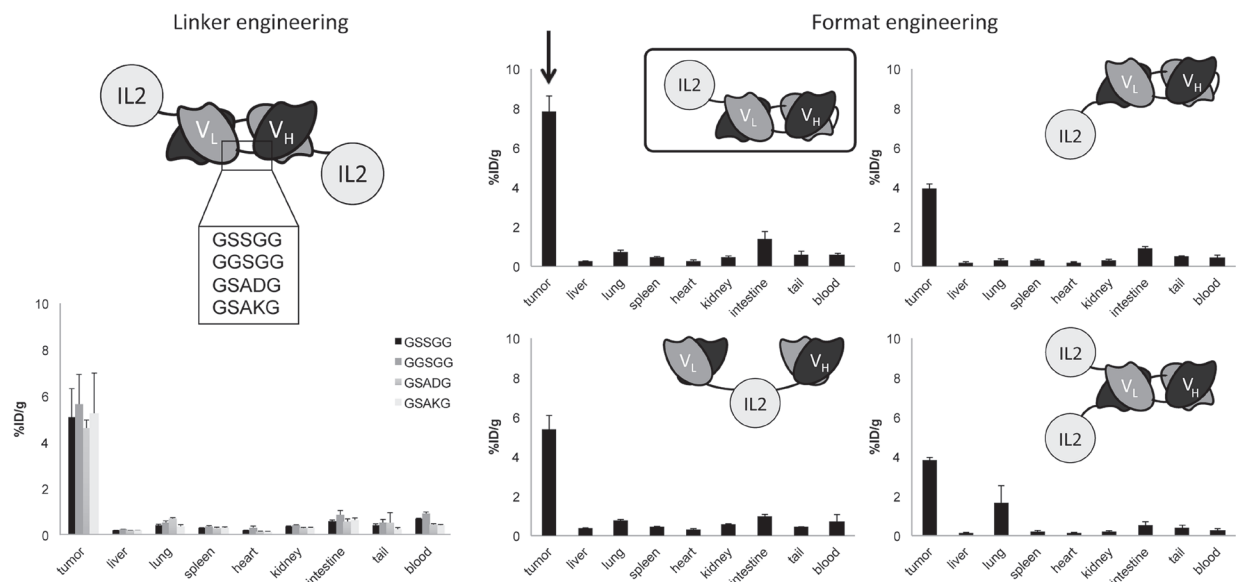 Linker engineering
IL2
VL
VH
IL2
GSSGG
GGSGG
GSADG
GSAKG
%ID/g
10
8
6
4
2
0
GSSGG
GGSGG
GSADG
GSAKG
tumor
liver
lung
spleen
heart
kidney
intestine
tail
blood
Format engineering
%ID/g
10
8
6
4
2
0
IL2
VL
VH
tumor
liver
lung
spleen
heart
kidney
intestine
tail
blood
%ID/g
10
8
6
4
2
0
VL
VH
IL2
tumor
liver
lung
spleen
heart
kidney
intestine
tail
blood
%ID/g
10
8
6
4
2
0
VL
VH
IL2
tumor
liver
lung
spleen
heart
kidney
intestine
tail
blood
%ID/g
10
8
6
4
2
0
IL2
VL
VH
IL2
tumor
liver
lung
spleen
heart
kidney
intestine
tail
blood